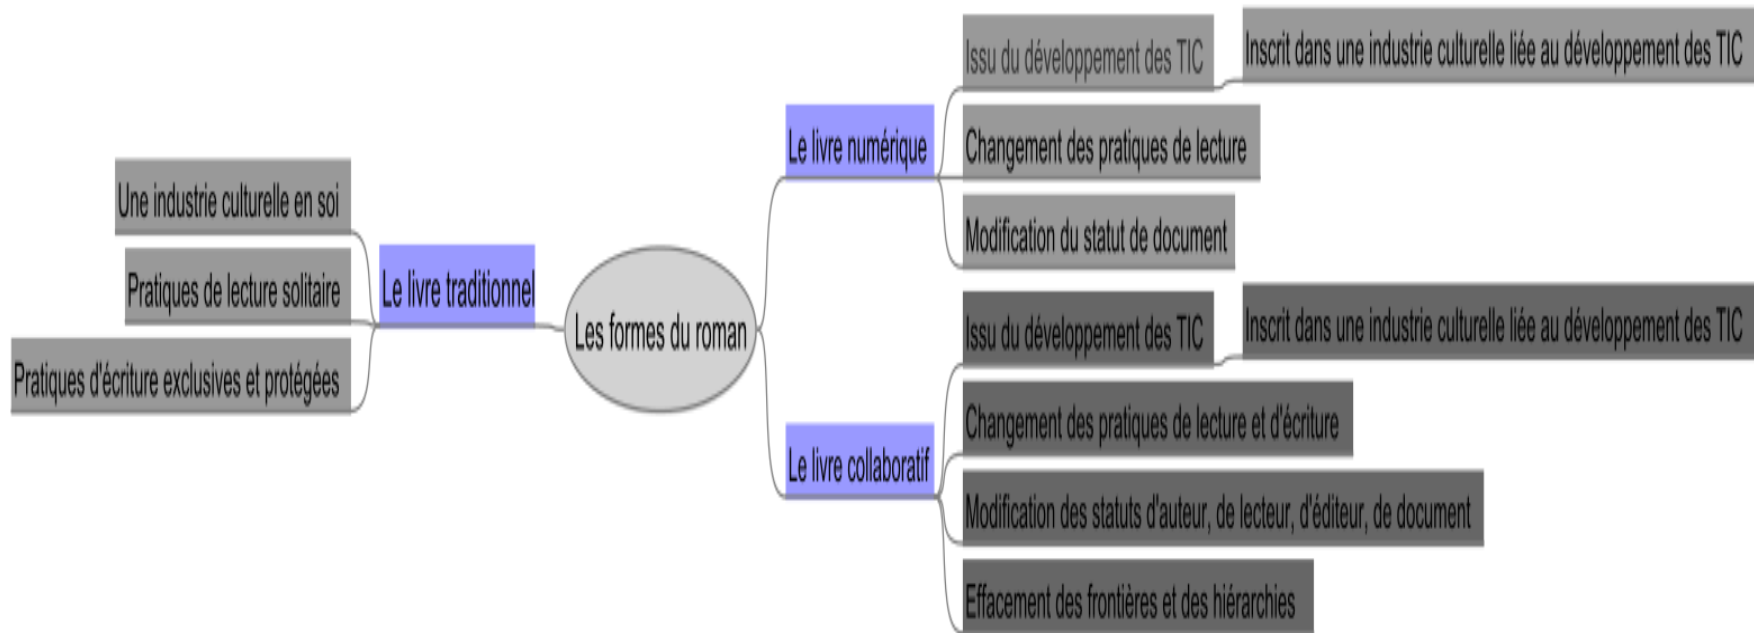 Les formes du roman
Le livre traditionnel
Une industrie culturelle en soi
Pratiques de lecture solitaire
Pratiques d'écriture exclusives et protégées
Le livre numérique
Issu du développement des TIC
Inscrit dans une industrie culturelle liée au développement des TIC
Changement des pratiques de lecture
Modification du statut de document
Le livre collaboratif
Issu du développement des TIC
Inscrit dans une industrie culturelle liée au développement des TIC
Changement des pratiques de lecture et d'écriture
Modification des statuts d'auteur, de lecteur, d'éditeur, de document
Effacement des frontières et des hiérarchies